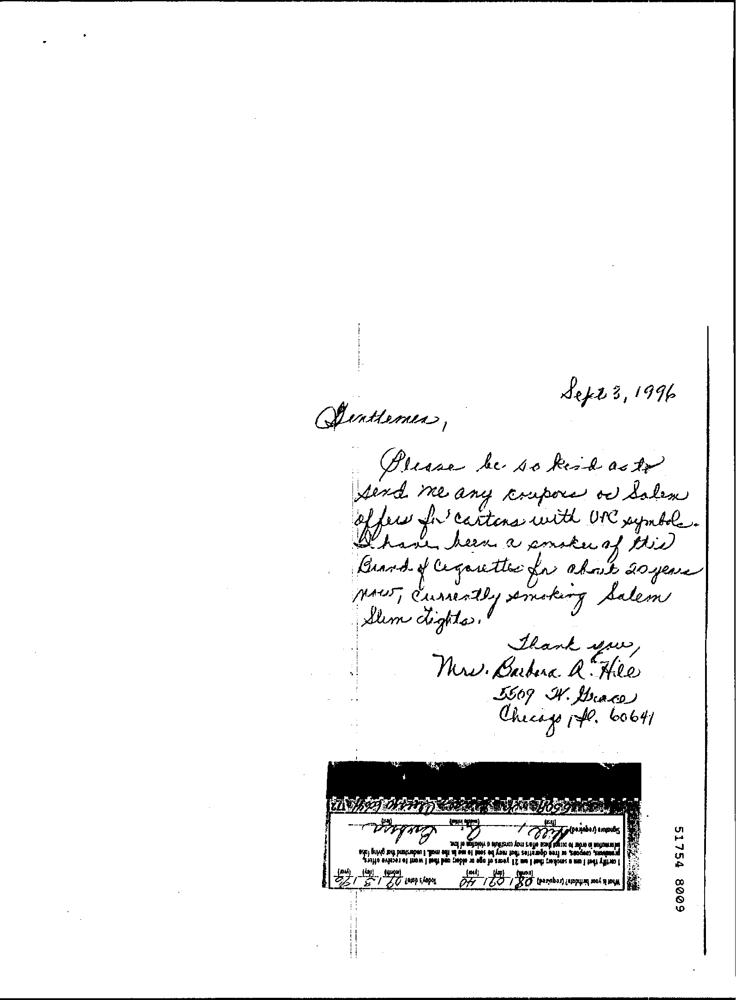 Sept 3, 1996
Gentlemen,
Please be so kind as to
send me any coupons or Salem
offers for cartons with UPC symbols.
I have been a smoker of this
Brand of Cigarettes for about 20 years
now, currently smoking Salem
Slim Lights.
Thank you,
Mrs. Barbara A. Hile
5509 W. Grace
Chicago, Il. 60641
What is your birthdate? (required) 08 / 09 / 40 Today's date? 09 / 3 / 96
(month) (day) (year) (month) (day) (year)
I certify that I am a smoker, that I am 21 years of age or older, and that I want to receive offers,
premiums, coupons, or free cigarettes that may be sent to me in the mail. I understand that giving false
information in order to accept these offers may constitute a violation of law.
Signature (required) Hile, A. Barbara
(first) (middle initial) (last)
51754 8009